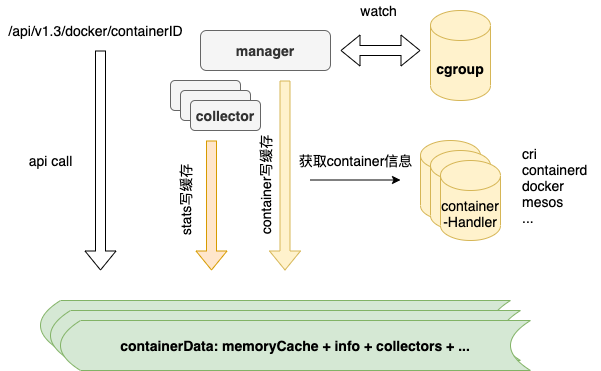 watch
/api/v1.3/docker/containerID
manager
cgroup
collector
api call
stats写缓存
container写缓存
获取container信息
cri
containerd
docker
mesos
...
container
-Handler
containerData: memoryCache + info + collectors + ...